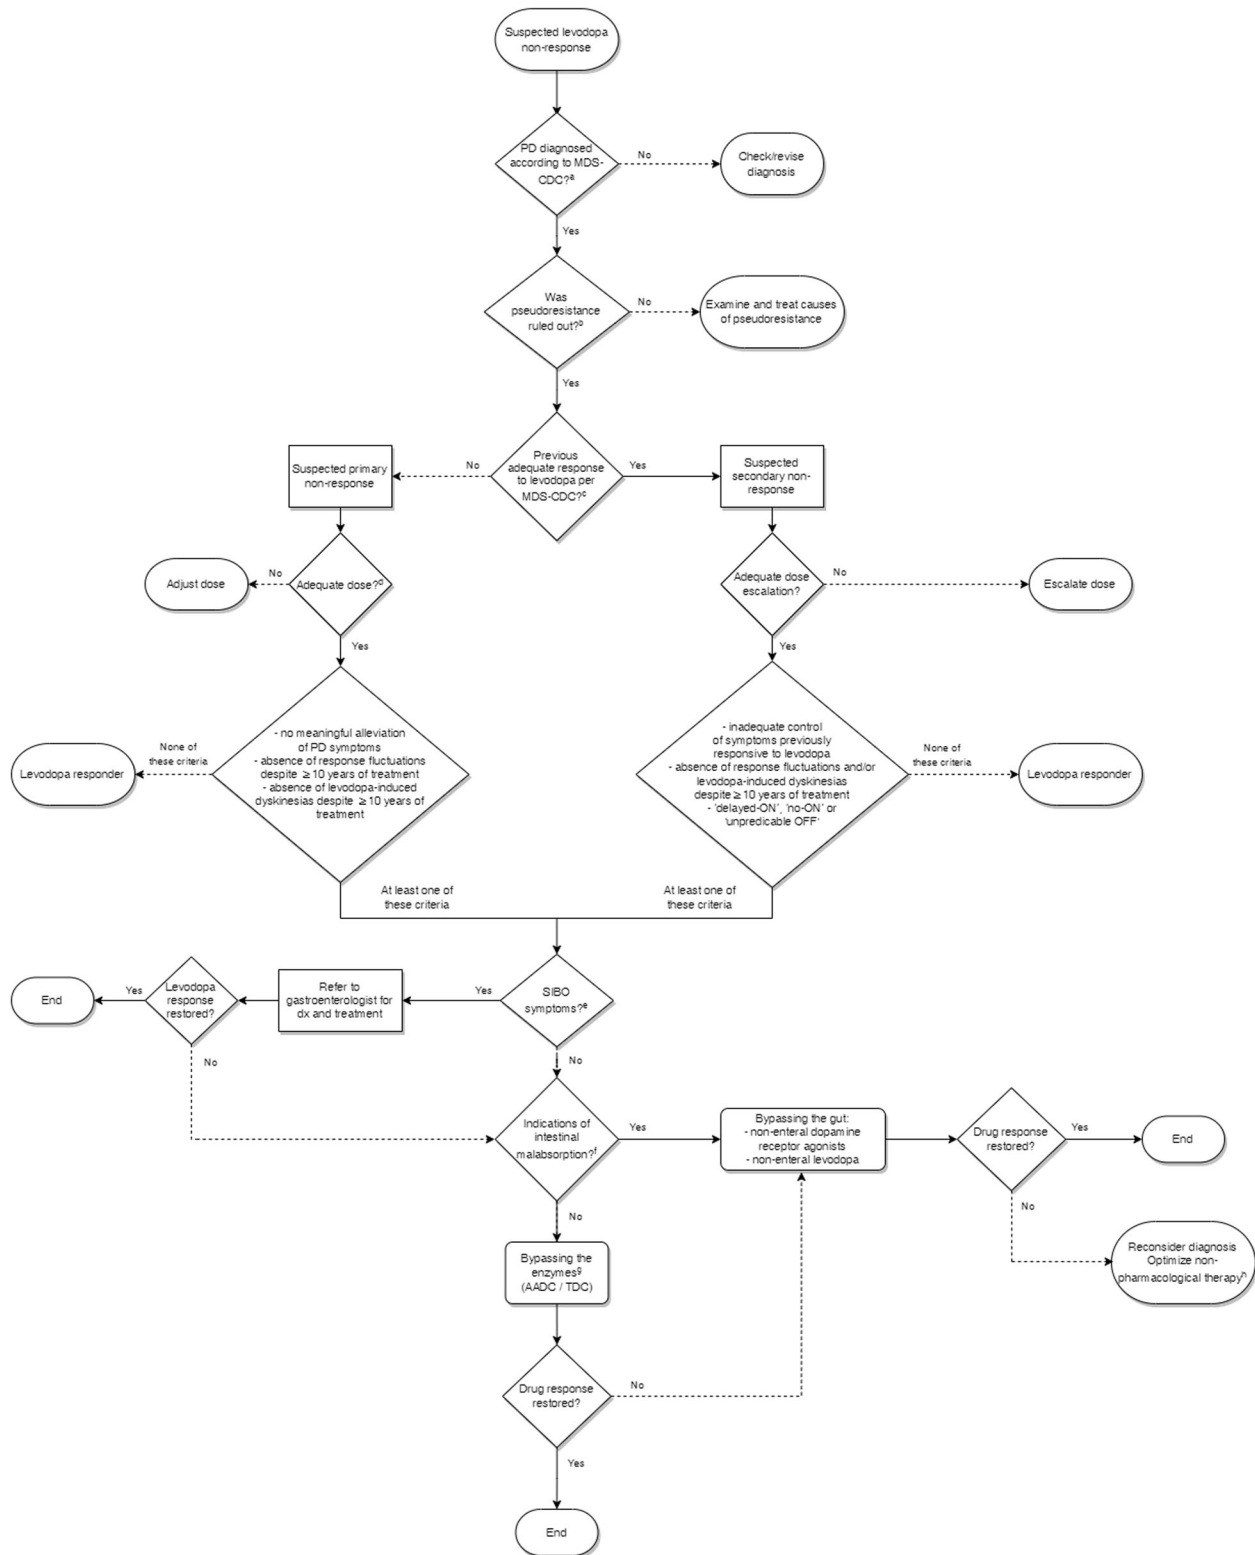 Suspected levodopa
non-response
PD diagnosed
according to MDS-
CDC?ᵃ
No
Check/revise
diagnosis
Yes
Was
pseudoresistance
ruled out?ᵇ
No
Examine and treat causes
of pseudoresistance
Yes
Previous
adequate response
to levodopa per
MDS-CDC?ᶜ
No
Suspected primary
non-response
Yes
Suspected
secondary non-
response
Adequate dose?ᵈ
No
Adjust dose
Adequate dose
escalation?
No
Escalate dose
Yes
Yes
- no meaningful alleviation
of PD symptoms
- absence of response fluctuations
despite ≥ 10 years of treatment
- absence of levodopa-induced
dyskinesias despite ≥ 10 years of
treatment
None of
these criteria
Levodopa responder
- inadequate control
of symptoms previously
responsive to levodopa
- absence of response fluctuations and/or
levodopa-induced dyskinesias
despite ≥ 10 years of treatment
- 'delayed-ON', 'no-ON' or
'unpredicable OFF'
None of
these criteria
Levodopa responder
At least one of
these criteria
At least one of
these criteria
SIBO
symptoms?ᵉ
Yes
Refer to
gastroenterologist for
dx and treatment
Levodopa
response
restored?
Yes
End
No
No
Indications of
intestinal
malabsorption?ᶠ
Yes
Bypassing the gut:
- non-enteral dopamine
receptor agonists
- non-enteral levodopa
Drug response
restored?
Yes
End
No
Reconsider diagnosis
Optimize non-
pharmacological therapyʰ
No
Bypassing the
enzymesᵍ
(AADC / TDC)
Drug response
restored?
No
Yes
End